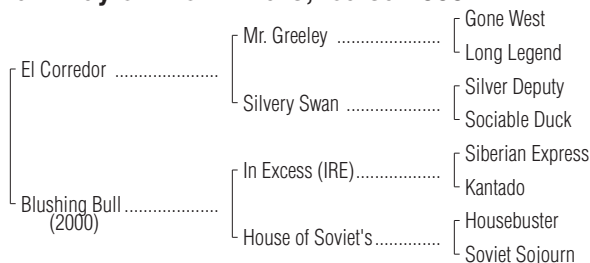 Gone West
Mr. Greeley ....................
Long Legend
El Corredor ....................
Silver Deputy
Silvery Swan ....................
Sociable Duck
Siberian Express
In Excess (IRE)..................
Kantado
Blushing Bull ....................
(2000)
Housebuster
House of Soviet's...............
Soviet Sojourn